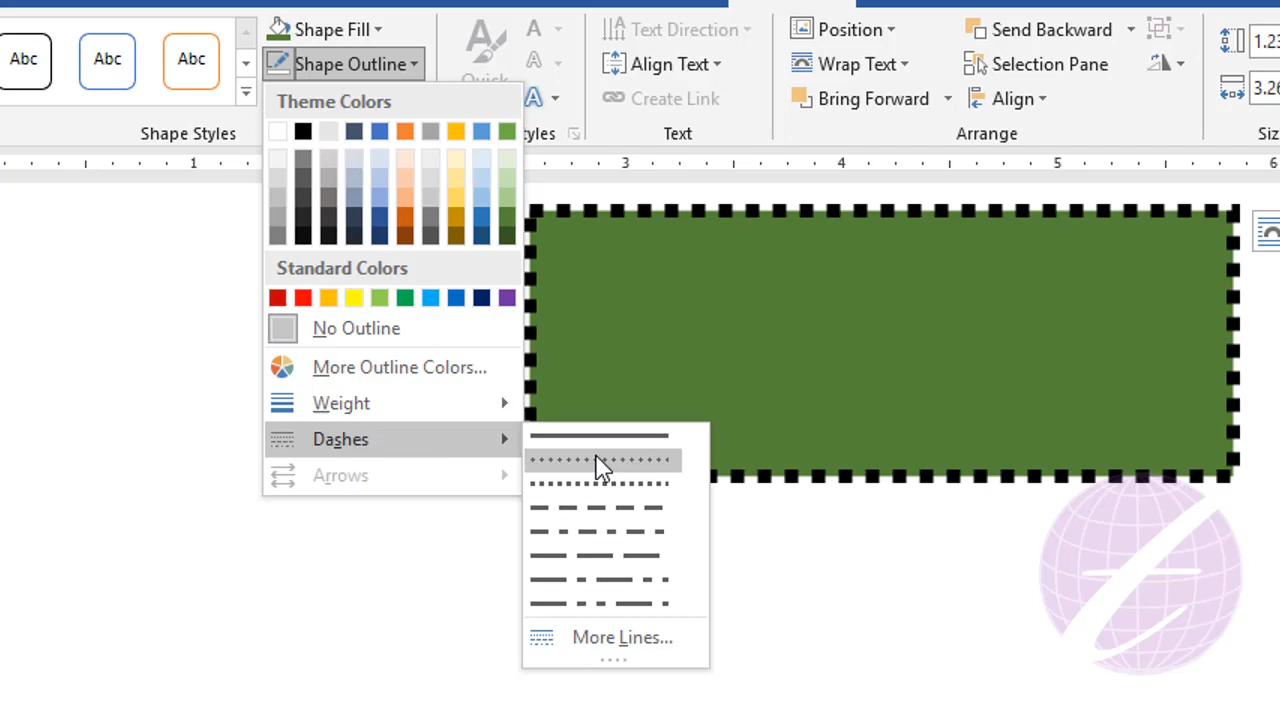 Abc
Abc
Abc
Shape Fill
Shape Outline
Shape Styles
Quick
A
A
A
A
Styles
Text Direction
Align Text
Create Link
Text
Position
Wrap Text
Bring Forward
Send Backward
Selection Pane
Align
Arrange
1.23
3.26
1
3
4
5
6
Theme Colors
Standard Colors
No Outline
More Outline Colors...
Weight
Dashes
Arrows
More Lines...